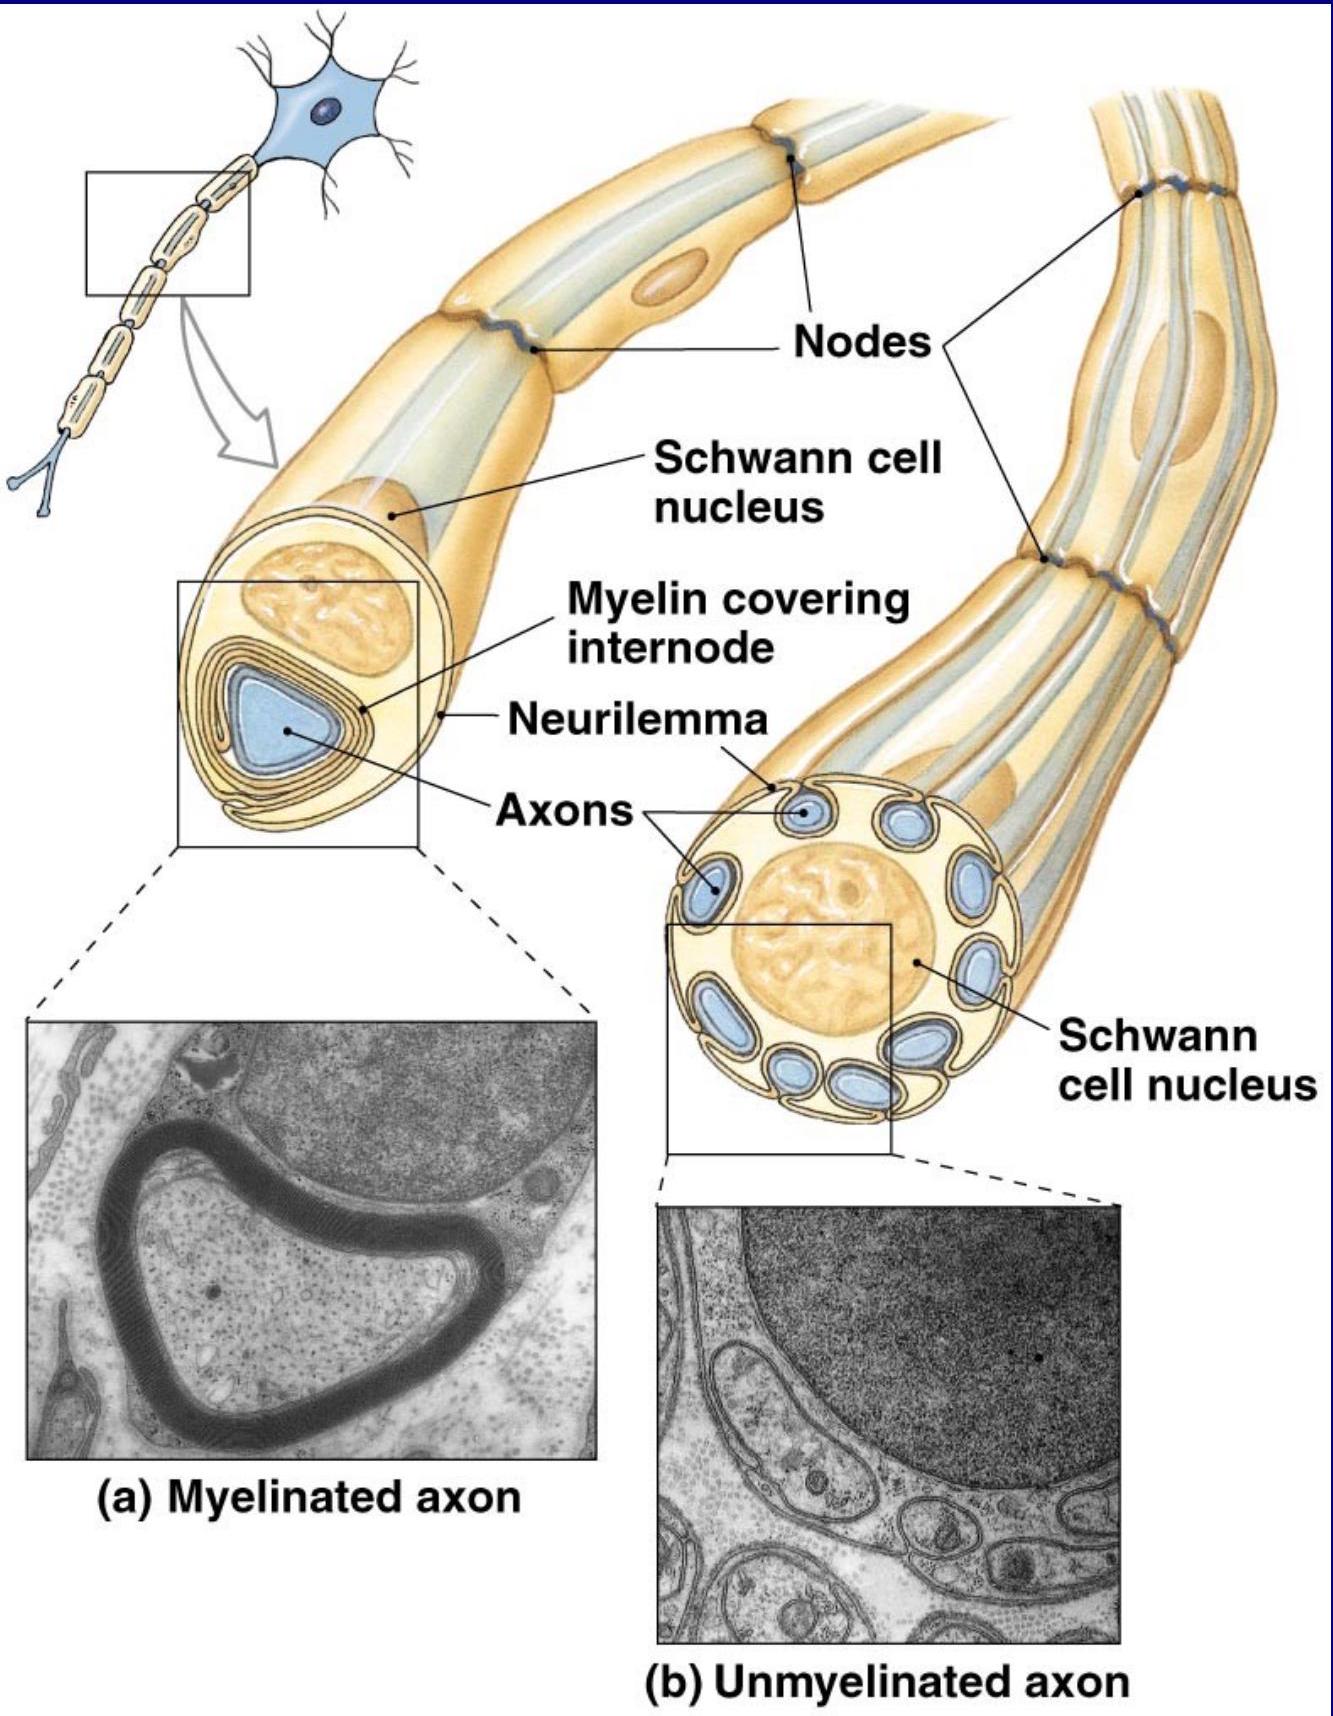 Nodes
Schwann cell
nucleus
Myelin covering
internode
Neurilemma
Axons
Schwann
cell nucleus
(a) Myelinated axon
(b) Unmyelinated axon